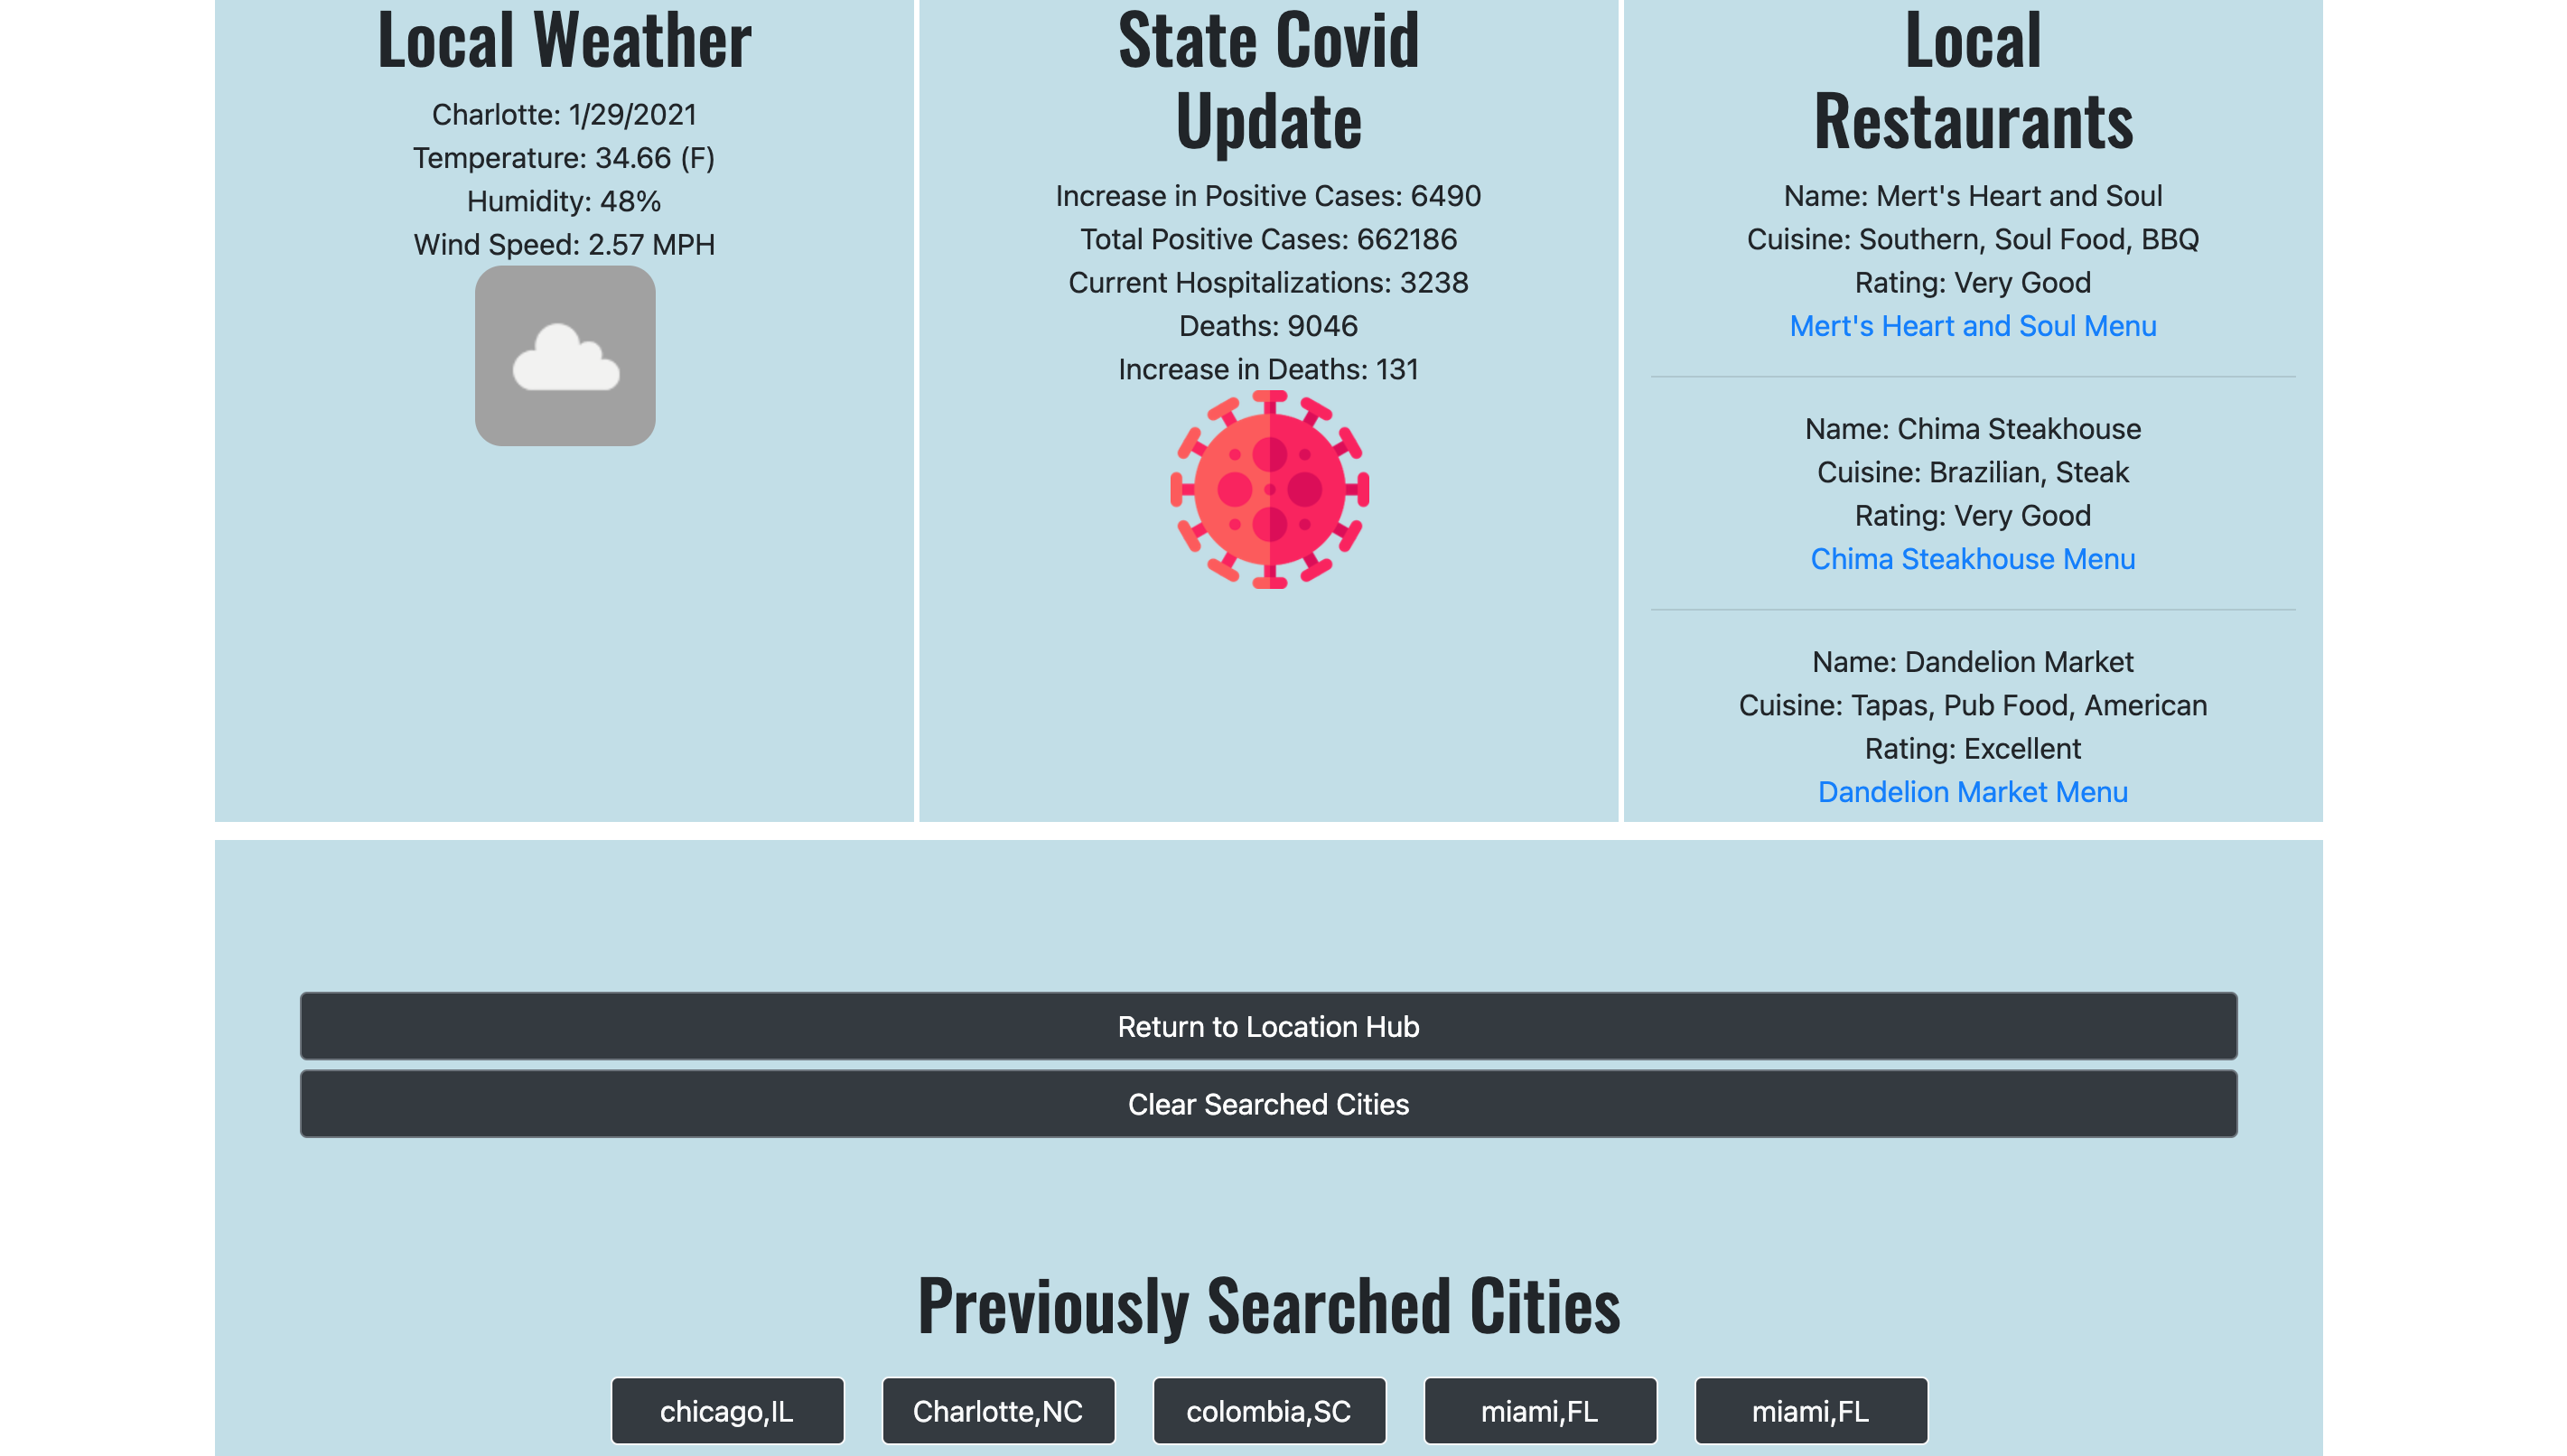 Local Weather
Charlotte: 1/29/2021
Temperature: 34.66 (F)
Humidity: 48%
Wind Speed: 2.57 MPH
State Covid
Update
Increase in Positive Cases: 6490
Total Positive Cases: 662186
Current Hospitalizations: 3238
Deaths: 9046
Increase in Deaths: 131
Local
Restaurants
Name: Mert's Heart and Soul
Cuisine: Southern, Soul Food, BBQ
Rating: Very Good
Mert's Heart and Soul Menu
Name: Chima Steakhouse
Cuisine: Brazilian, Steak
Rating: Very Good
Chima Steakhouse Menu
Name: Dandelion Market
Cuisine: Tapas, Pub Food, American
Rating: Excellent
Dandelion Market Menu
Return to Location Hub
Clear Searched Cities
Previously Searched Cities
chicago,IL
Charlotte,NC
colombia,SC
miami,FL
miami,FL